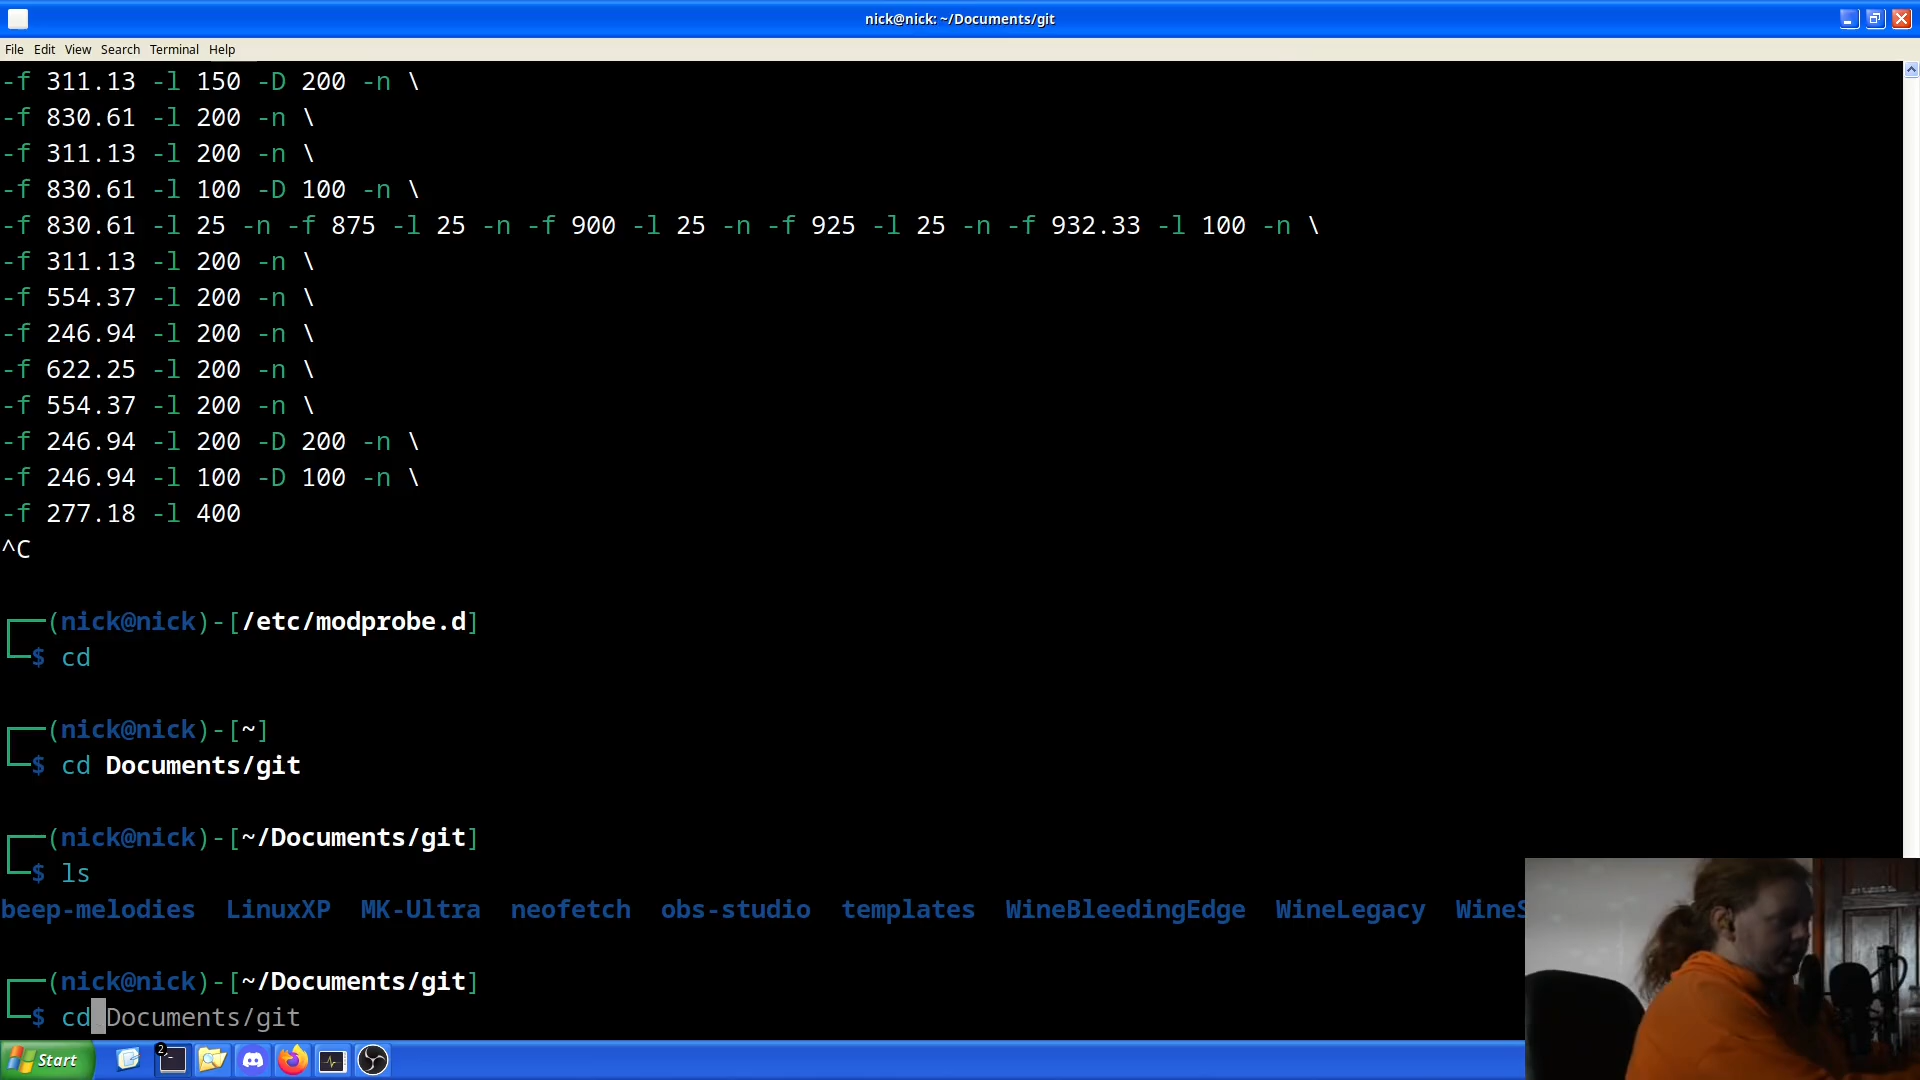 nick@nick: ~/Documents/git
File Edit View Search Terminal Help
-f 311.13 -l 150 -D 200 -n \
-f 830.61 -l 200 -n \
-f 311.13 -l 200 -n \
-f 830.61 -l 100 -D 100 -n \
-f 830.61 -l 25 -n -f 875 -l 25 -n -f 900 -l 25 -n -f 925 -l 25 -n -f 932.33 -l 100 -n \
-f 311.13 -l 200 -n \
-f 554.37 -l 200 -n \
-f 246.94 -l 200 -n \
-f 622.25 -l 200 -n \
-f 554.37 -l 200 -n \
-f 246.94 -l 200 -D 200 -n \
-f 246.94 -l 100 -D 100 -n \
-f 277.18 -l 400
^C
(nick@nick)-[/etc/modprobe.d]
$ cd
(nick@nick)-[~]
$ cd Documents/git
(nick@nick)-[~/Documents/git]
$ ls
beep-melodies LinuxXP MK-Ultra neofetch obs-studio templates WineBleedingEdge WineLegacy
(nick@nick)-[~/Documents/git]
$ cd Documents/git
Start 2